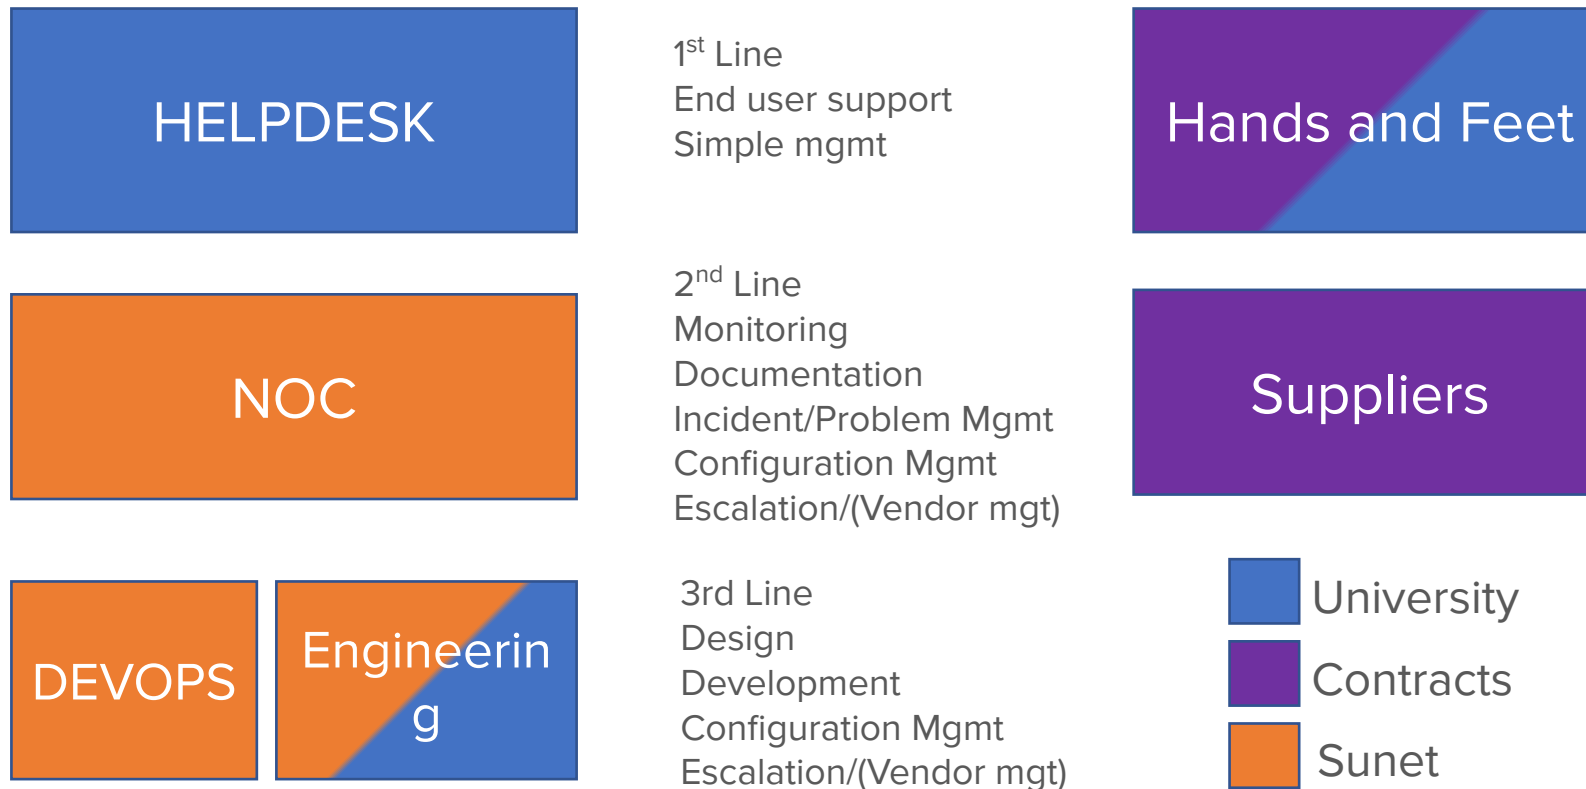 HELPDESK
1st Line
End user support
Simple mgmt
Hands and Feet
NOC
2nd Line
Monitoring
Documentation
Incident/Problem Mgmt
Configuration Mgmt
Escalation/(Vendor mgt)
Suppliers
DEVOPS
Engineerin
g
3rd Line
Design
Development
Configuration Mgmt
Escalation/(Vendor mgt)
University
Contracts
Sunet